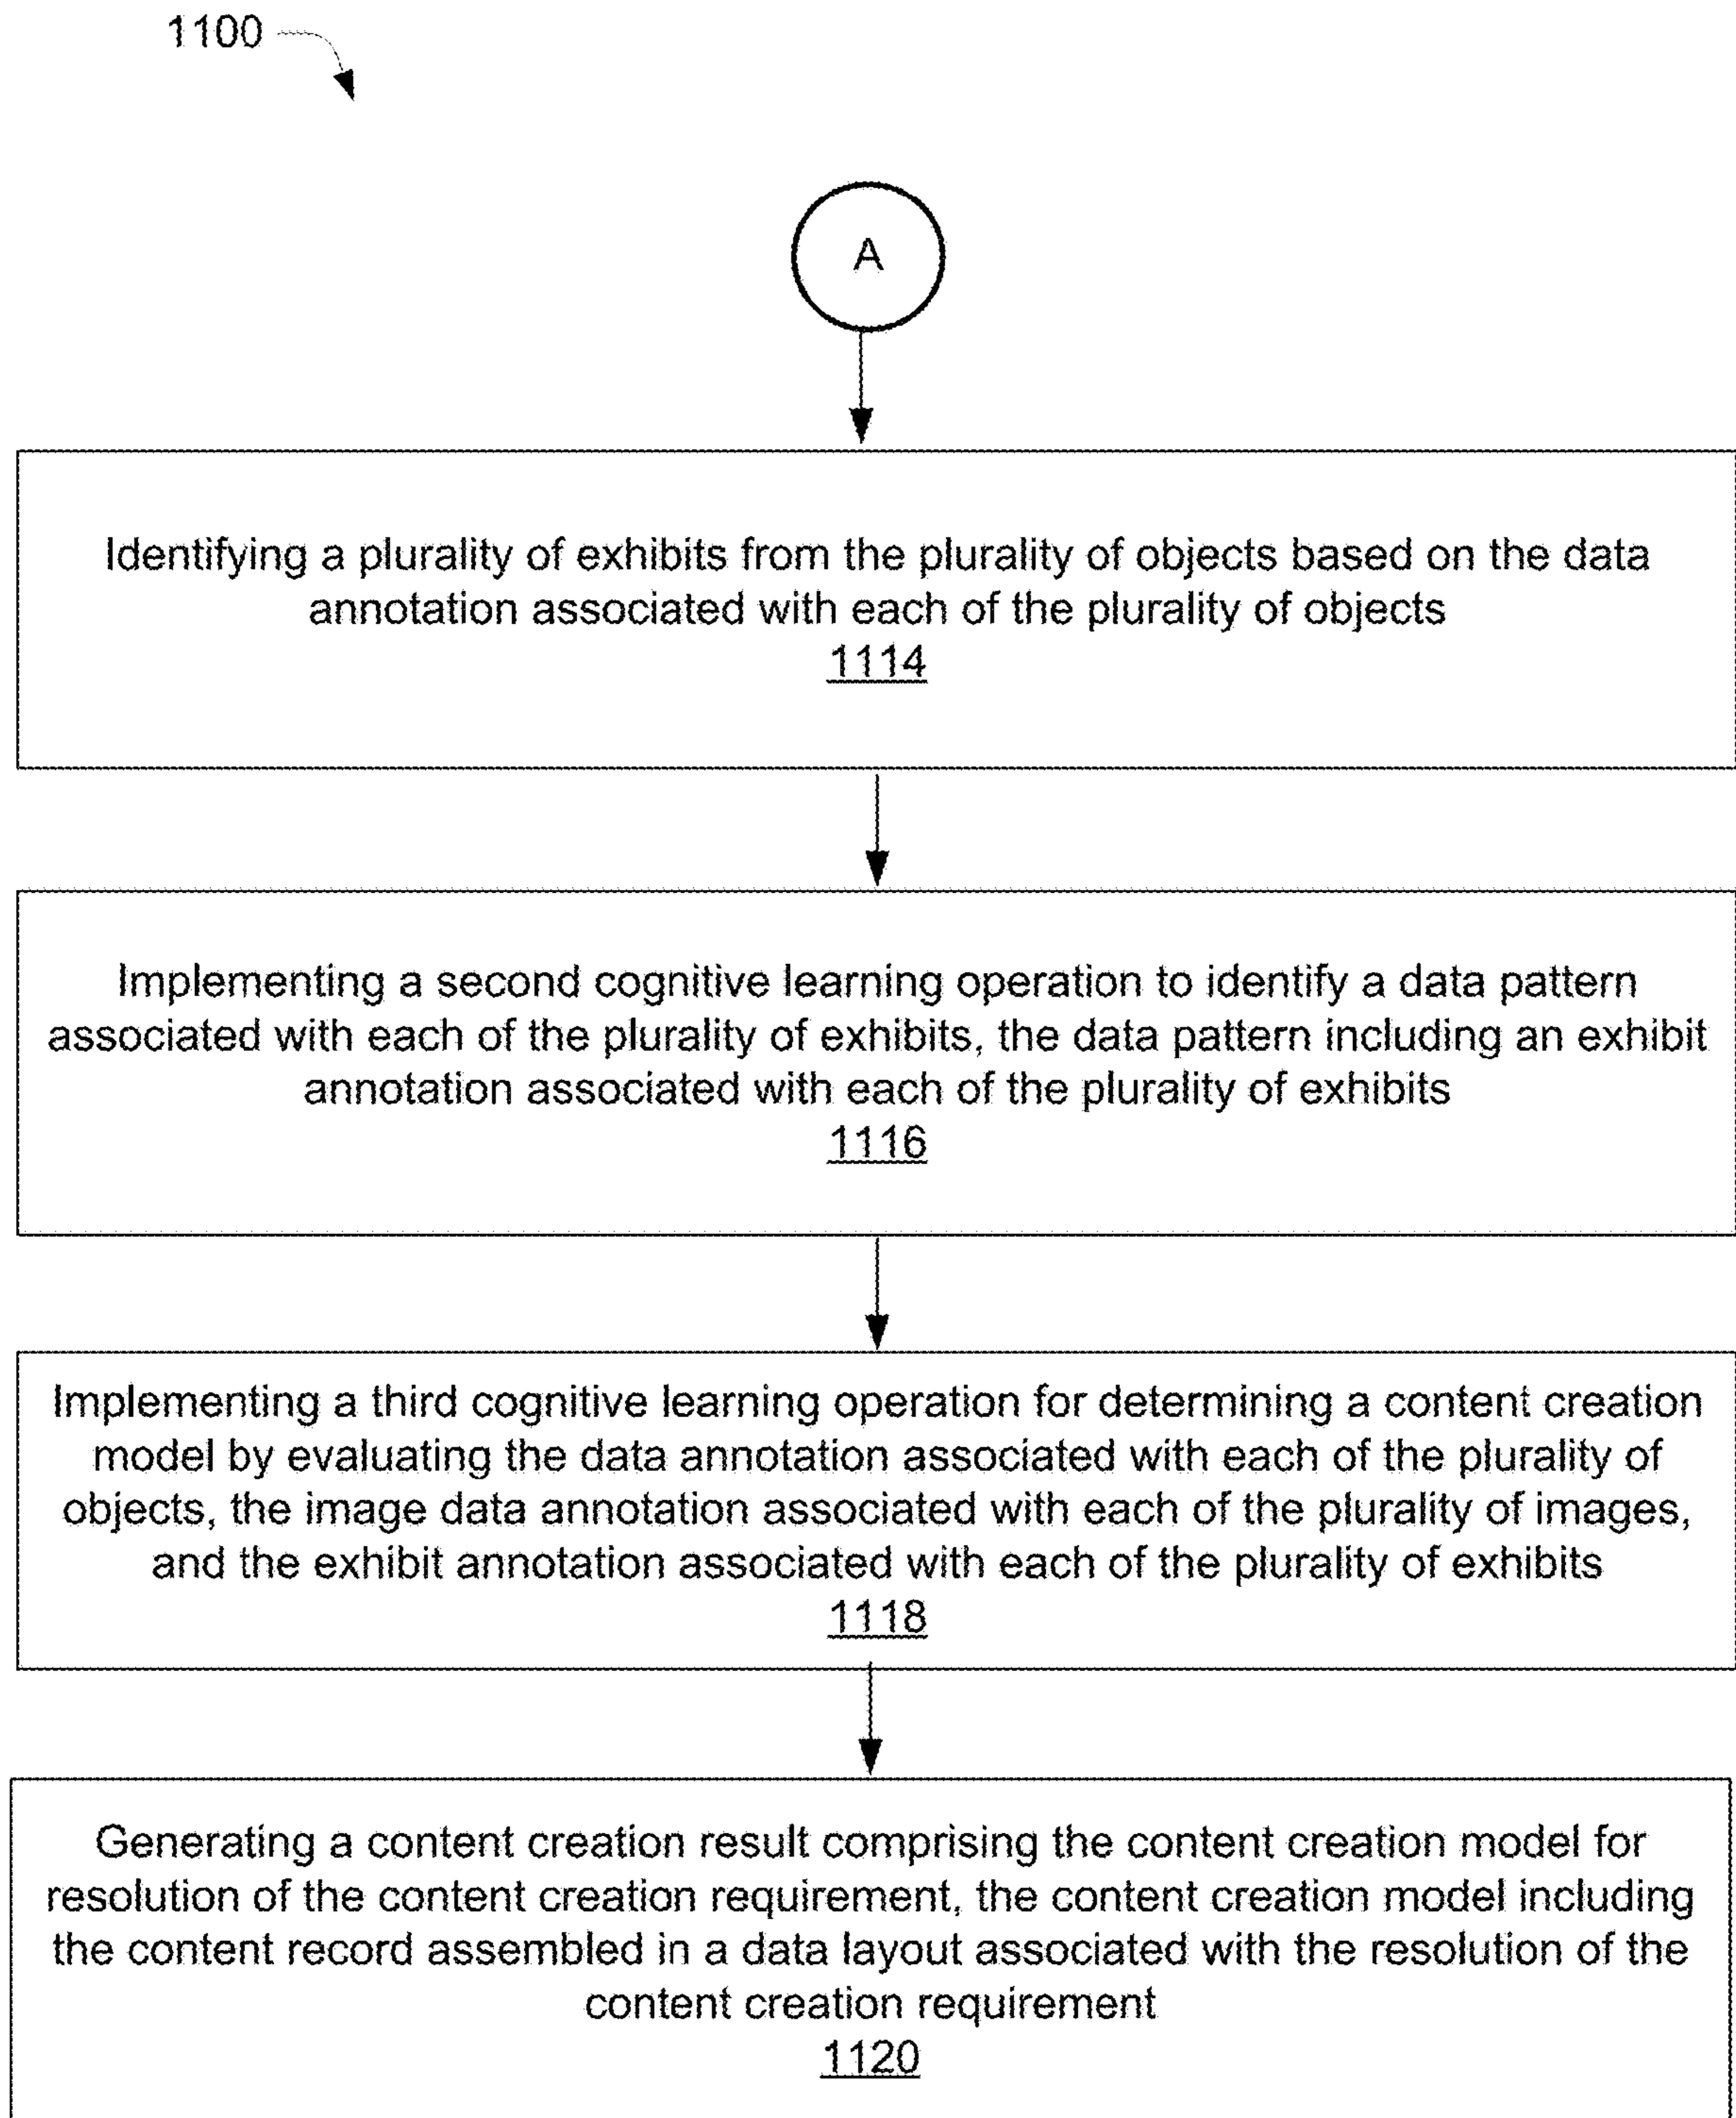 1100
A
Identifying a plurality of exhibits from the plurality of objects based on the data
annotation associated with each of the plurality of objects
1114
Implementing a second cognitive learning operation to identify a data pattern
associated with each of the plurality of exhibits, the data pattern including an exhibit
annotation associated with each of the plurality of exhibits
1116
Implementing a third cognitive learning operation for determining a content creation
model by evaluating the data annotation associated with each of the plurality of
objects, the image data annotation associated with each of the plurality of images,
and the exhibit annotation associated with each of the plurality of exhibits
1118
Generating a content creation result comprising the content creation model for
resolution of the content creation requirement, the content creation model including
the content record assembled in a data layout associated with the resolution of the
content creation requirement
1120